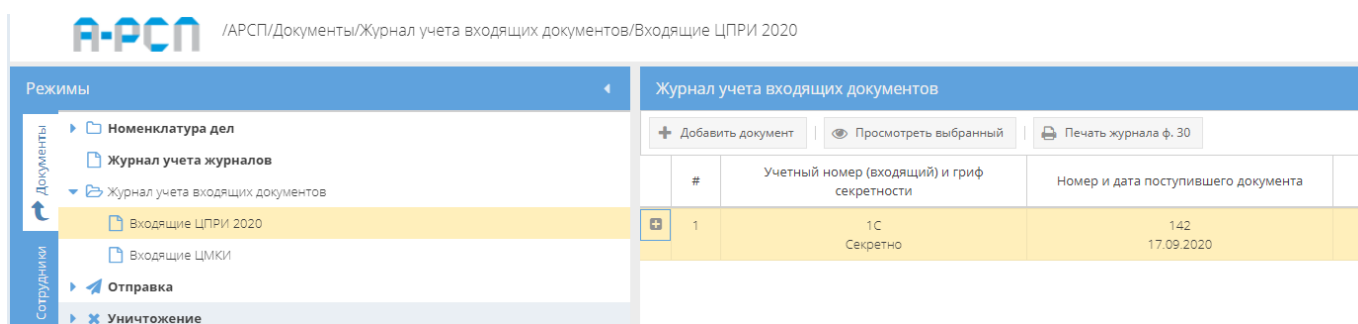 А-РСП
/АРСП/Документы/Журнал учета входящих документов/Входящие ЦПРИ 2020
Режимы
Журнал учета входящих документов
Документы
Сотрудники
Номенклатура дел
Журнал учета журналов
Журнал учета входящих документов
Входящие ЦПРИ 2020
Входящие ЦМКИ
Отправка
Уничтожение
Добавить документ
Просмотреть выбранный
Печать журнала ф. 30
#
Учетный номер (входящий) и гриф
секретности
Номер и дата поступившего документа
1
1С
Секретно
142
17.09.2020